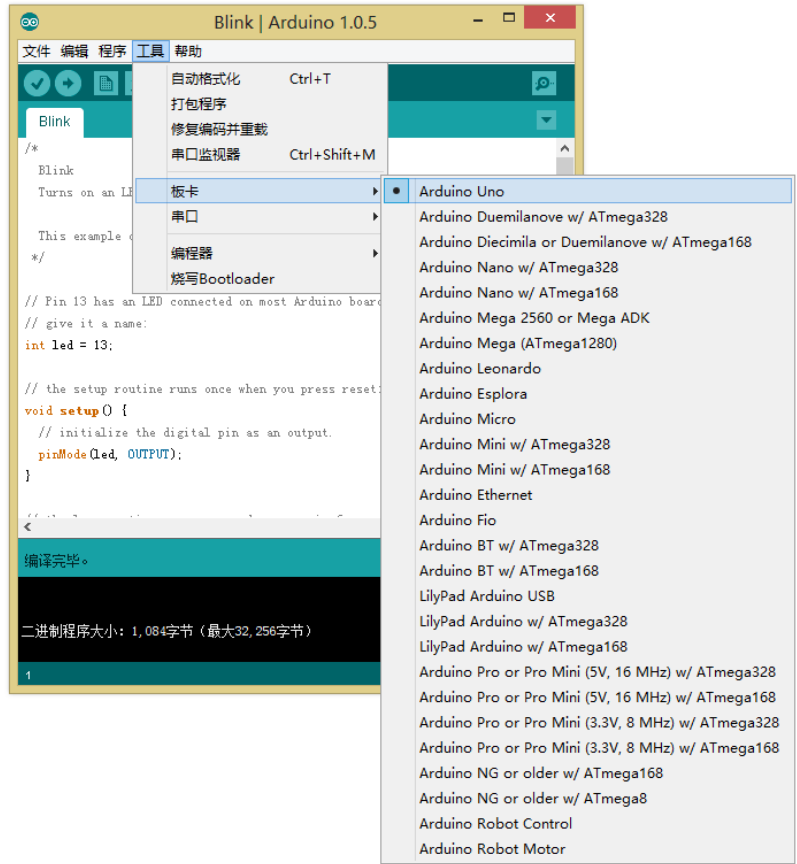 Blink | Arduino 1.0.5
文件 编辑 程序 工具 帮助
自动格式化 Ctrl+T
打包程序
修复编码并重载
串口监视器 Ctrl+Shift+M
板卡
串口
编程器
烧写Bootloader
Blink
/*
Blink
Turns on an
This example
*/
// Pin 13 has an LED connected on most Arduino
// give it a name:
int led = 13;
// the setup routine runs once when you press reset:
void setup() {
// initialize the digital pin as an output.
pinMode(led, OUTPUT);
}
编译完毕。
二进制程序大小: 1,084字节 (最大32,256字节)
1
Arduino Uno
Arduino Duemilanove w/ ATmega328
Arduino Diecimila or Duemilanove w/ ATmega168
Arduino Nano w/ ATmega328
Arduino Nano w/ ATmega168
Arduino Mega 2560 or Mega ADK
Arduino Mega (ATmega1280)
Arduino Leonardo
Arduino Esplora
Arduino Micro
Arduino Mini w/ ATmega328
Arduino Mini w/ ATmega168
Arduino Ethernet
Arduino Fio
Arduino BT w/ ATmega328
Arduino BT w/ ATmega168
LilyPad Arduino USB
LilyPad Arduino w/ ATmega328
LilyPad Arduino w/ ATmega168
Arduino Pro or Pro Mini (5V, 16 MHz) w/ ATmega328
Arduino Pro or Pro Mini (5V, 16 MHz) w/ ATmega168
Arduino Pro or Pro Mini (3.3V, 8 MHz) w/ ATmega328
Arduino Pro or Pro Mini (3.3V, 8 MHz) w/ ATmega168
Arduino NG or older w/ ATmega168
Arduino NG or older w/ ATmega8
Arduino Robot Control
Arduino Robot Motor